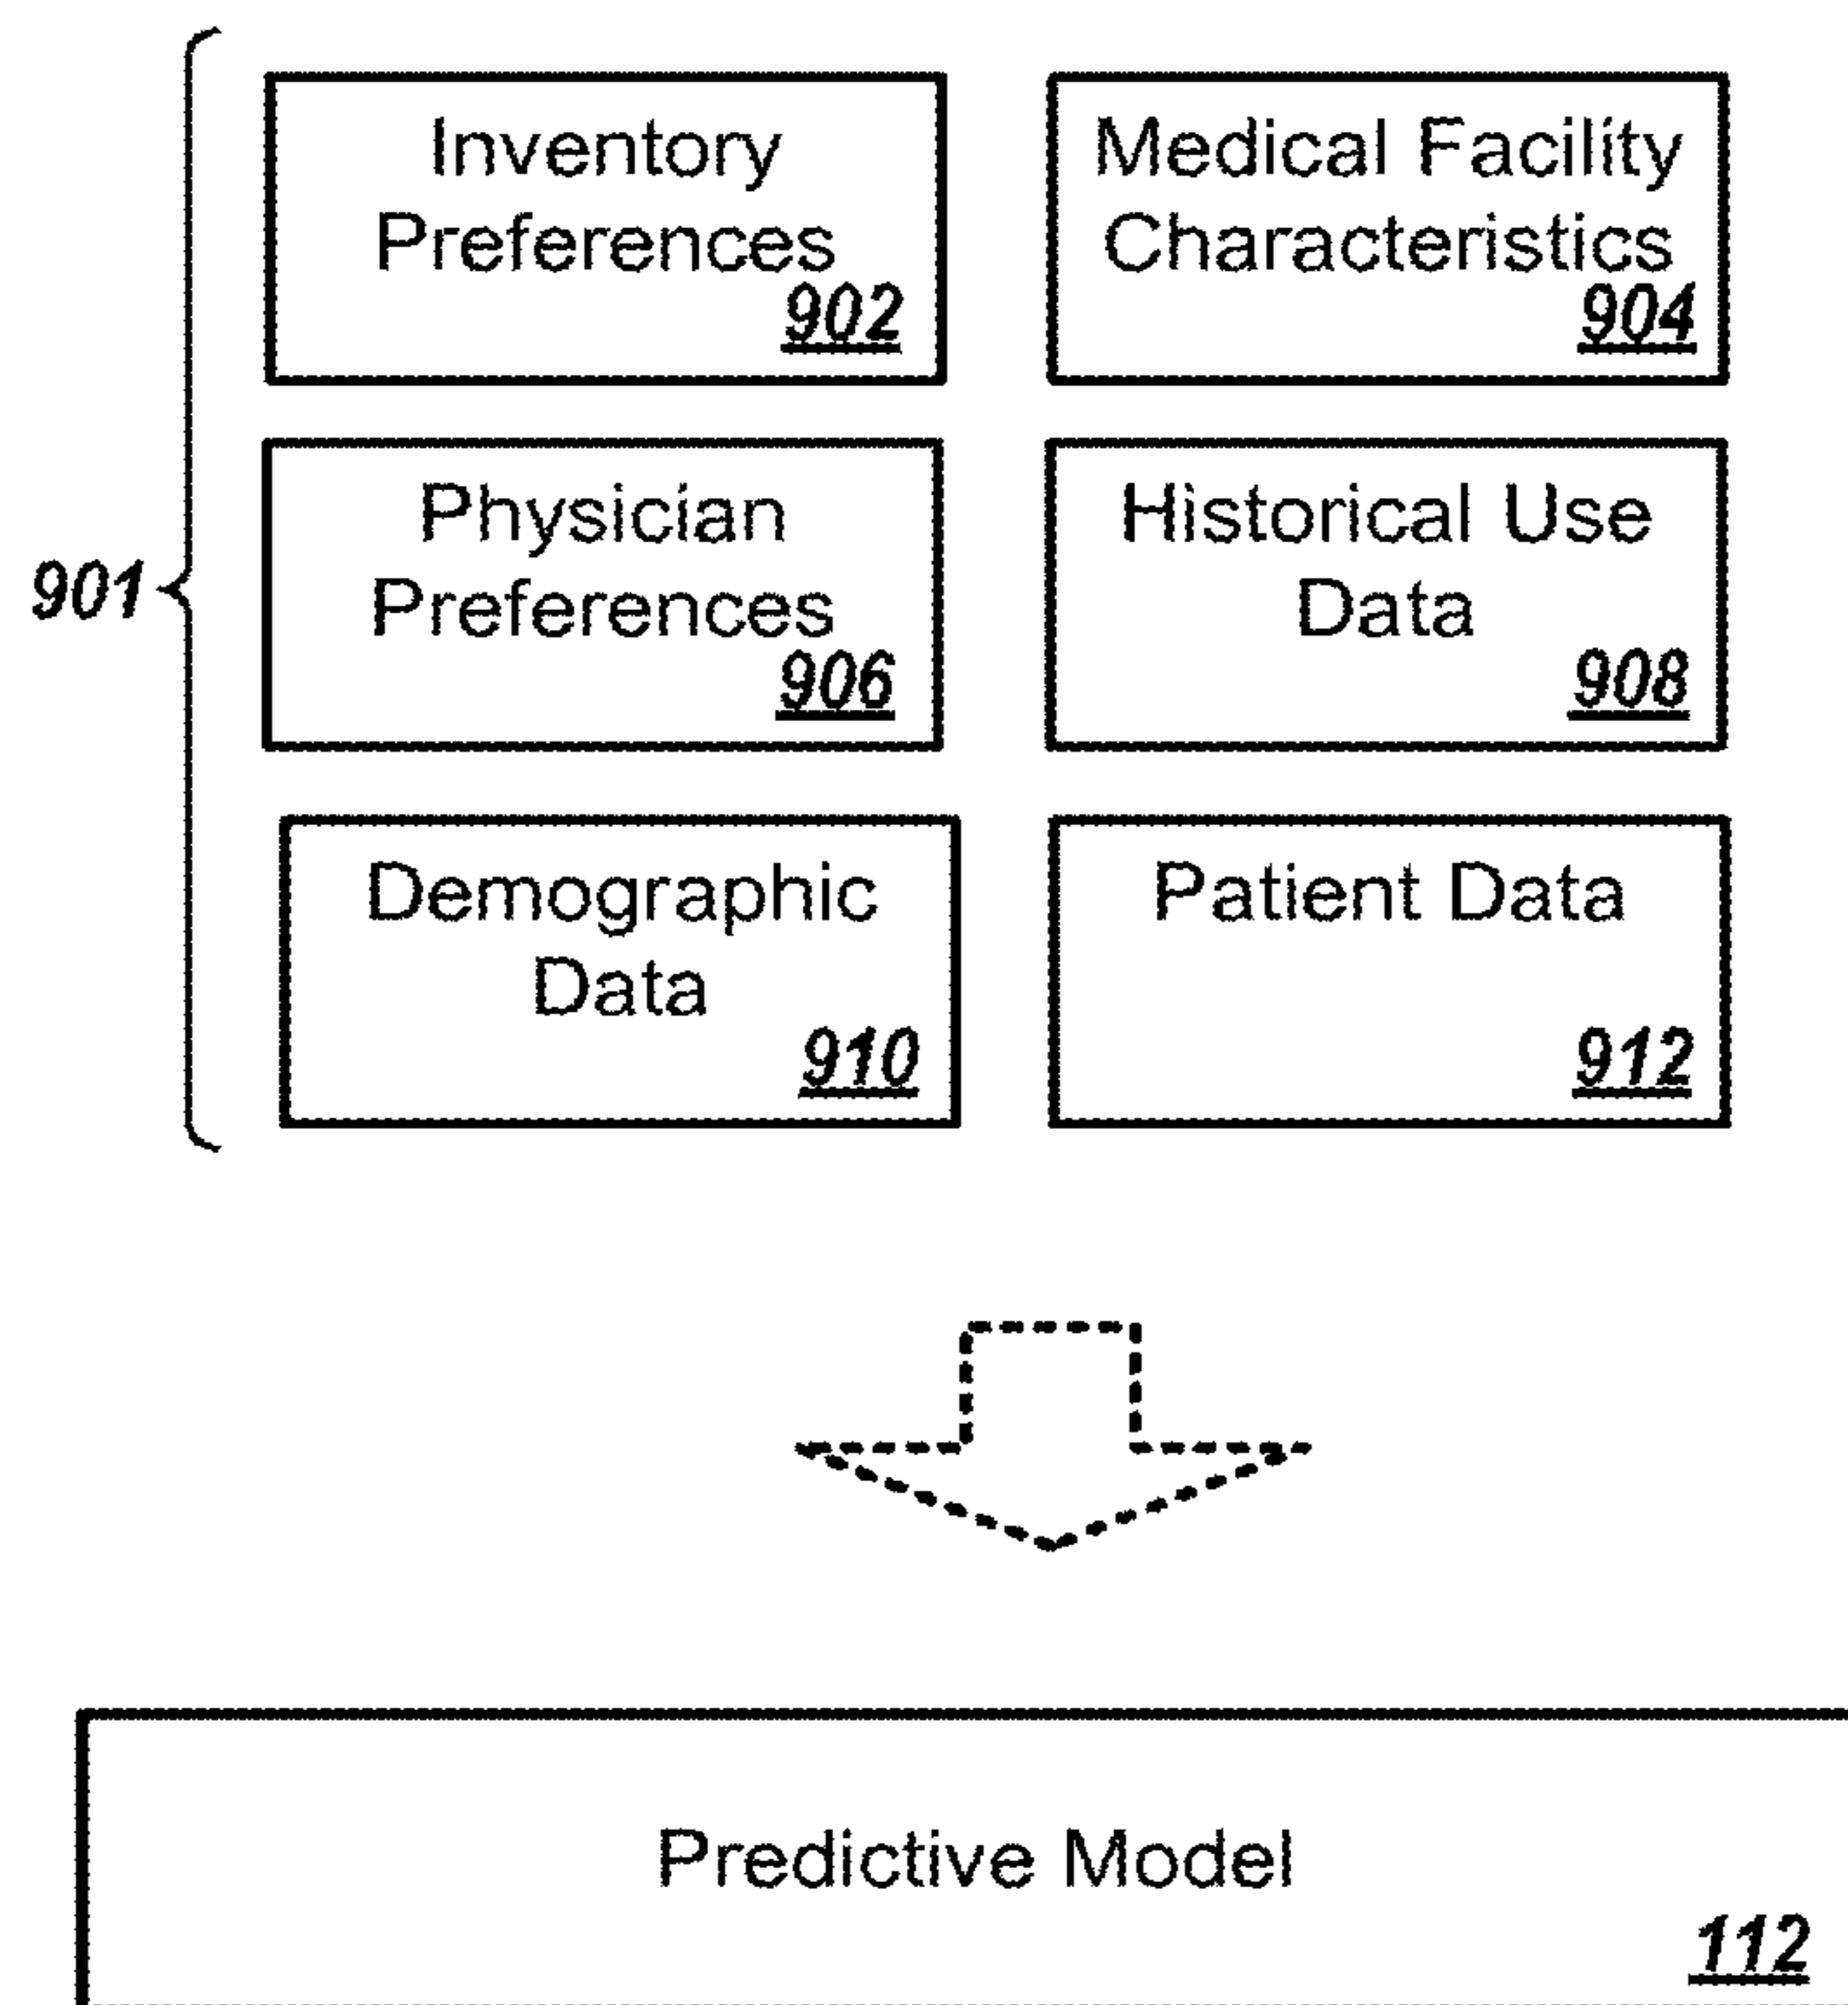 Inventory
Preferences
902
Medical Facility
Characteristics
904
901
Physician
Preferences
906
Historical Use
Data
908
Demographic
Data
910
Patient Data
912
Predictive Model
112